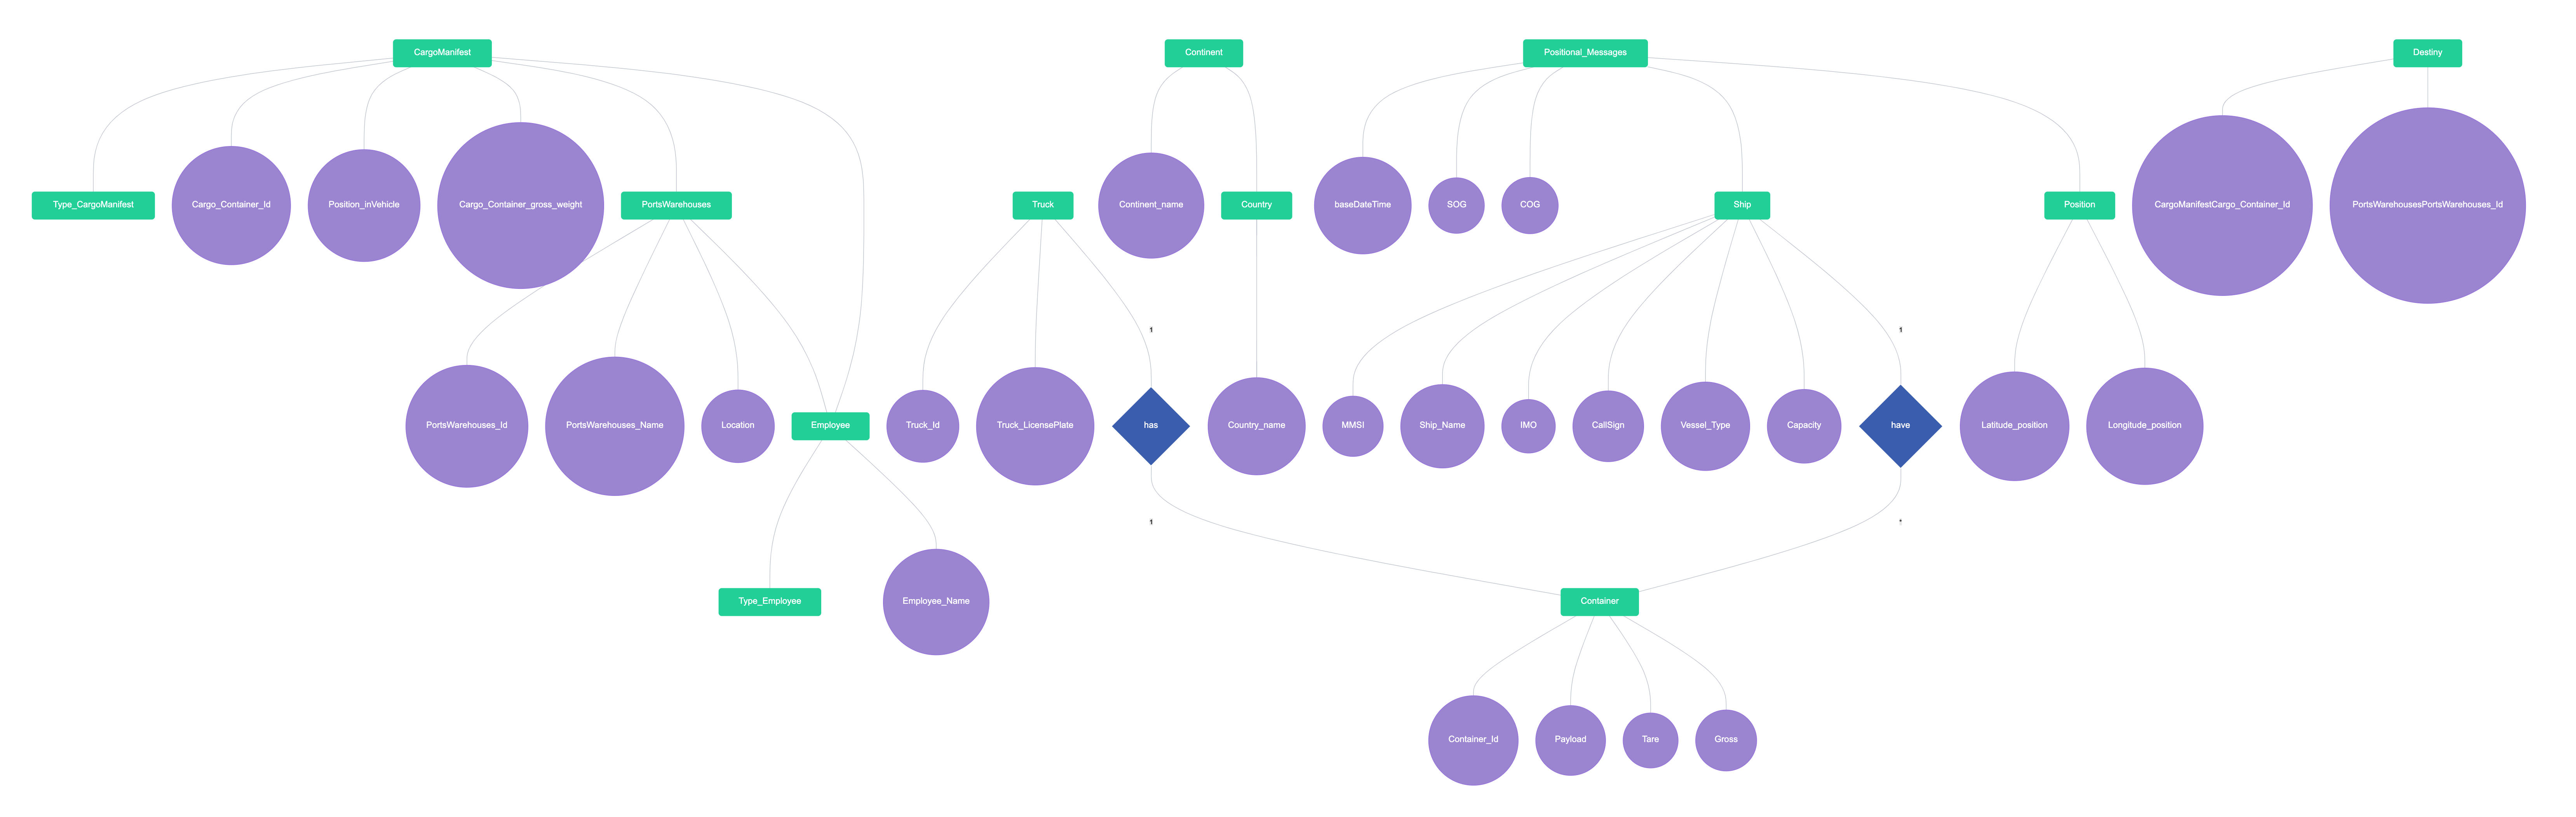 CargoManifest
Continent
Positional_Messages
Destiny
Type_CargoManifest
Cargo_Container_Id
Position_inVehicle
Cargo_Container_gross_weight
PortsWarehouses
Truck
Continent_name
Country
baseDateTime
SOG
COG
Ship
Position
CargoManifestCargo_Container_Id
PortsWarehousesPortsWarehouses_Id
1
1
PortsWarehouses_Id
PortsWarehouses_Name
Location
Employee
Truck_Id
Truck_LicensePlate
has
Country_name
MMSI
Ship_Name
IMO
CallSign
Vessel_Type
Capacity
have
Latitude_position
Longitude_position
1
*
Type_Employee
Employee_Name
Container
Container_Id
Payload
Tare
Gross